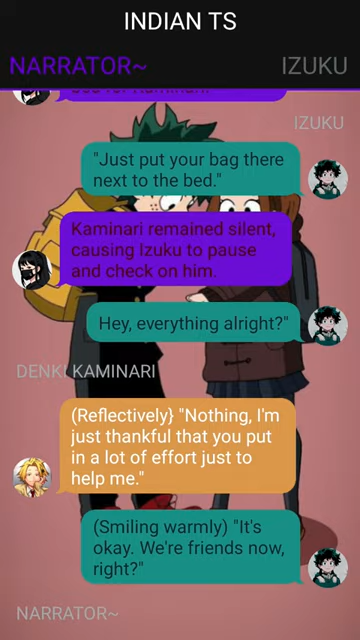 INDIAN TS
NARRATOR~ IZUKU
IZUKU
"Just put your bag there
next to the bed."
Kaminari remained silent,
causing Izuku to pause
and check on him.
Hey, everything alright?"
DENKI KAMINARI
(Reflectively} "Nothing, I'm
just thankful that you put
in a lot of effort just to
help me."
(Smiling warmly) "It's
okay. We're friends now,
right?"
NARRATOR~